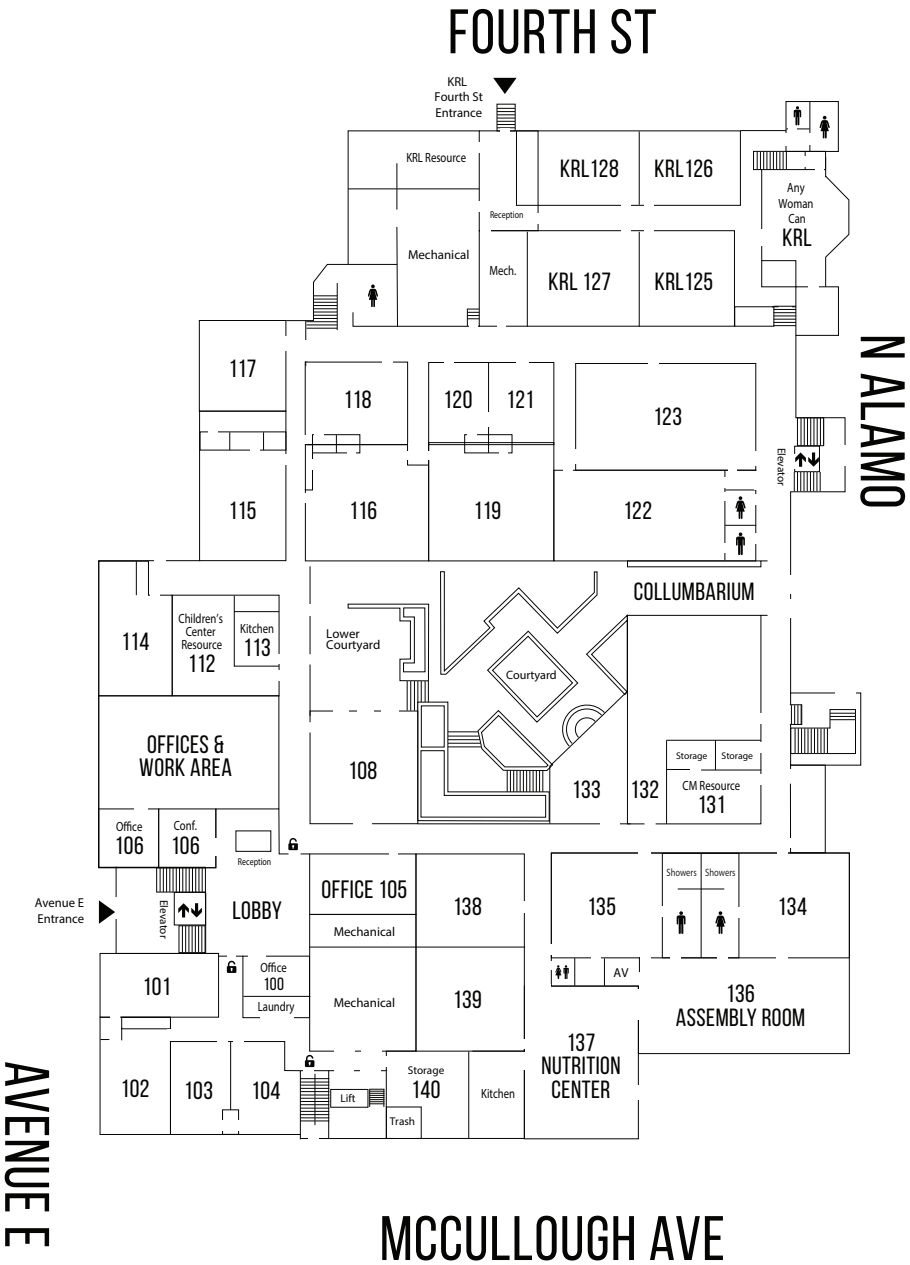 FOURTH ST
KRL
Fourth St
Entrance
KRL Resource
KRL128
KRL126
Any
Woman
Can
KRL
Reception
Mechanical
Mech.
KRL 127
KRL125
N ALAMO
117
118
120
121
123
Elevator
115
116
119
122
COLLUMBARIUM
114
Children's
Center
Resource
112
Kitchen
113
Lower
Courtyard
Courtyard
OFFICES &
WORK AREA
108
133
132
Storage
Storage
CM Resource
131
Office
106
Conf.
106
Reception
Avenue E
Entrance
Elevator
LOBBY
OFFICE 105
Mechanical
138
135
Showers
Showers
134
101
Office
100
Laundry
Mechanical
139
AV
136
ASSEMBLY ROOM
137
NUTRITION
CENTER
102
103
104
Lift
Storage
140
Trash
Kitchen
AVENUE E
MCCULLOUGH AVE